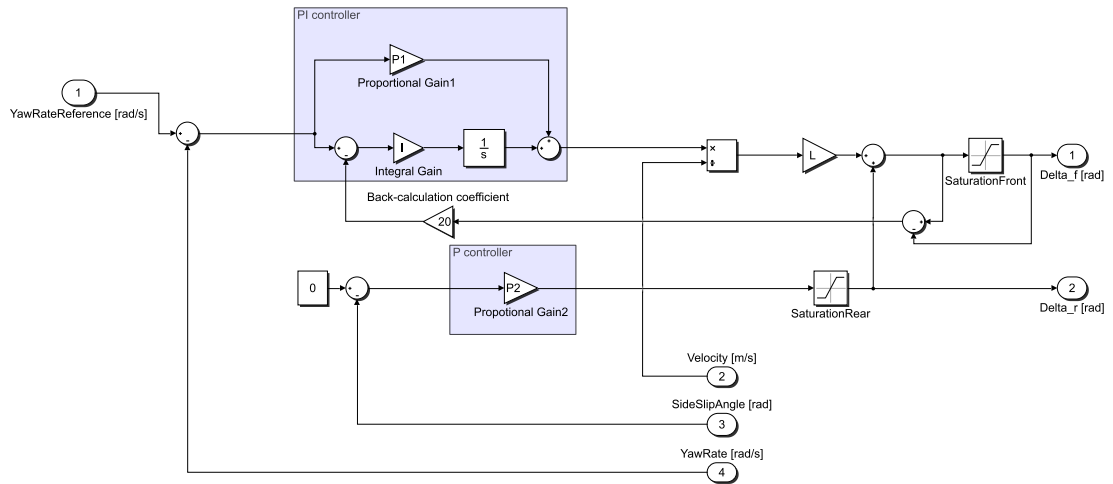 PI controller
P1
Proportional Gain1
1
YawRateReference [rad/s]
+
-
+
-
I
Integral Gain
1
s
+
+
×
÷
L
+
+
SaturationFront
1
Delta_f [rad]
Back-calculation coefficient
20
+
-
P controller
0
+
-
P2
Propotional Gain2
SaturationRear
2
Delta_r [rad]
Velocity [m/s]
2
SideSlipAngle [rad]
3
YawRate [rad/s]
4